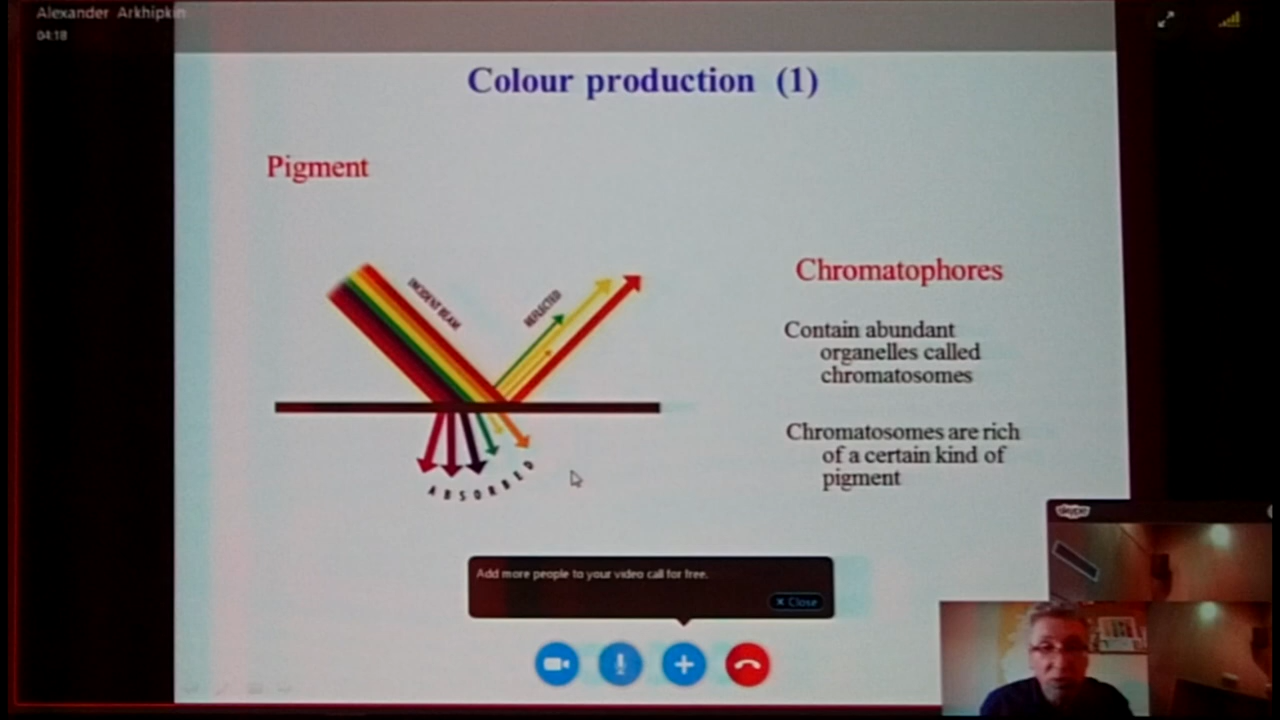 Alexander Arkhipkin
04:18
Colour production (1)
Pigment
INCIDENT BEAM
REFLECTED
ABSORBED
Chromatophores
Contain abundant
organelles called
chromatosomes
Chromatosomes are rich
of a certain kind of
pigment
skype
Add more people to your video call for free.
× Close